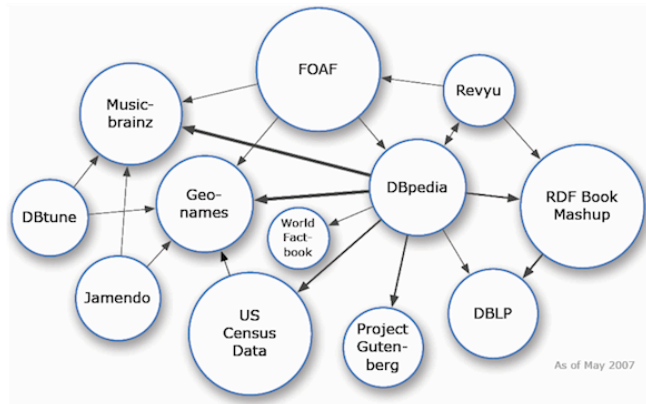 FOAF
Music-
brainz
Revyu
DBpedia
Geo-
names
RDF Book
Mashup
DBtune
World
Fact-
book
Jamendo
US
Census
Data
Project
Guten-
berg
DBLP
As of May 2007